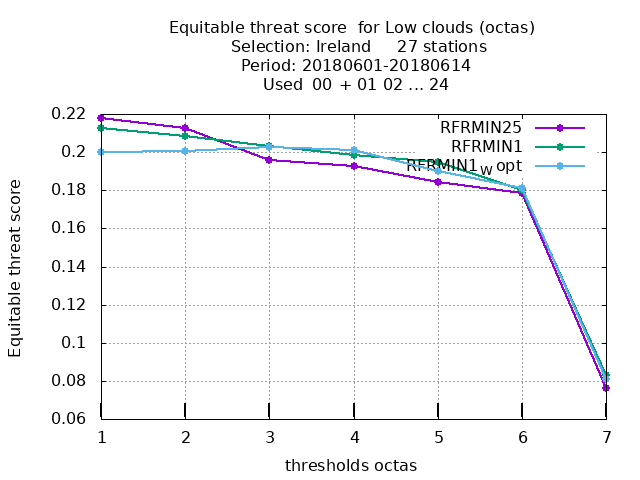 Equitable threat score  for Low clouds (octas)
Selection: Ireland     27 stations
Period: 20180601-20180614
Used  00 + 01 02 ... 24
RFRMIN25
RFRMIN1
RFRMIN1w opt
Equitable threat score
0.22
0.2
0.18
0.16
0.14
0.12
0.1
0.08
0.06
1 2 3 4 5 6 7
thresholds octas